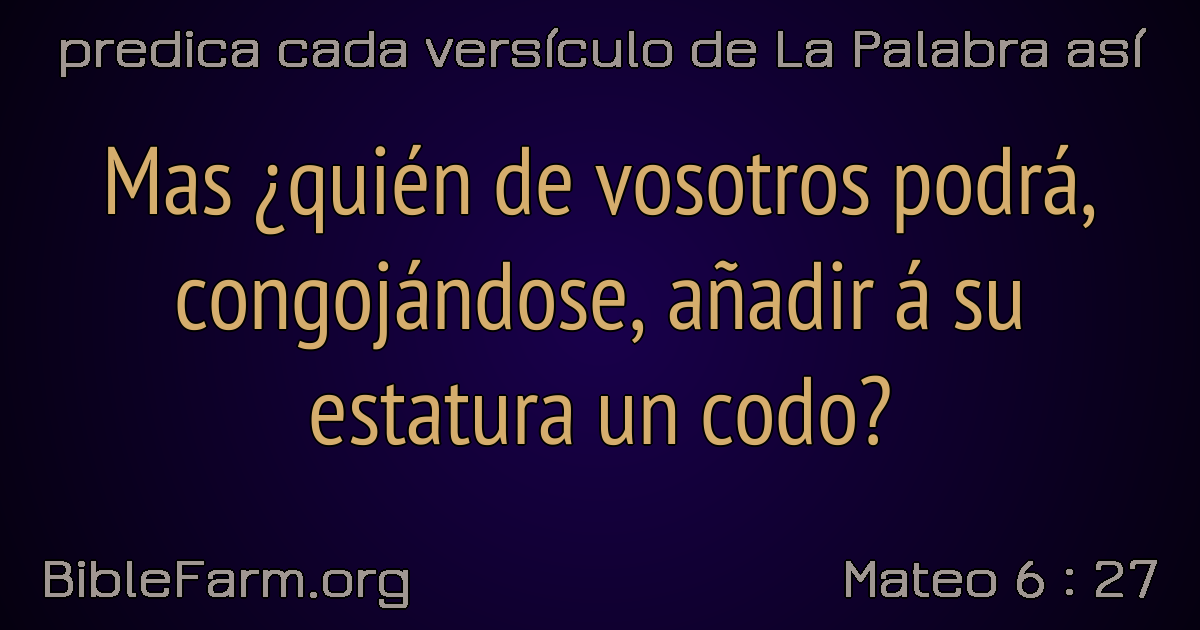 predica cada versículo de La Palabra así
Mas ¿quién de vosotros podrá,
congojándose, añadir á su
estatura un codo?
BibleFarm.org
Mateo 6 : 27